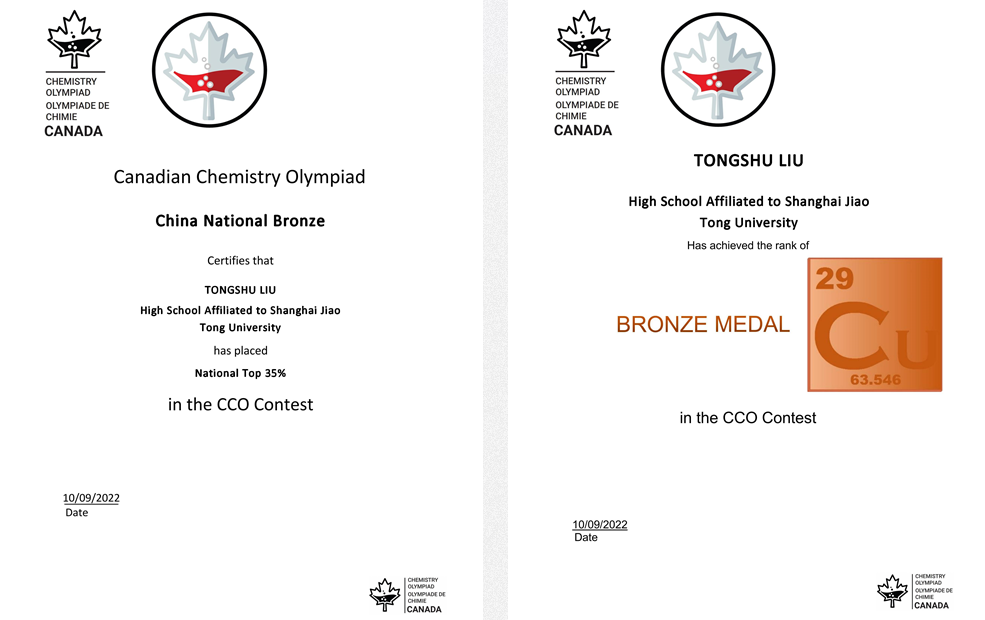 CHEMISTRY
OLYMPIAD
OLYMPIADE DE
CHIMIE
CANADA
Canadian Chemistry Olympiad
China National Bronze
Certifies that
TONGSHU LIU
High School Affiliated to Shanghai Jiao
Tong University
has placed
National Top 35%
in the CCO Contest
10/09/2022
Date
CHEMISTRY
OLYMPIAD
OLYMPIADE DE
CHIMIE
CANADA
CHEMISTRY
OLYMPIAD
OLYMPIADE DE
CHIMIE
CANADA
TONGSHU LIU
High School Affiliated to Shanghai Jiao
Tong University
Has achieved the rank of
BRONZE MEDAL
29
Cu
63.546
in the CCO Contest
10/09/2022
Date
CHEMISTRY
OLYMPIAD
OLYMPIADE DE
CHIMIE
CANADA